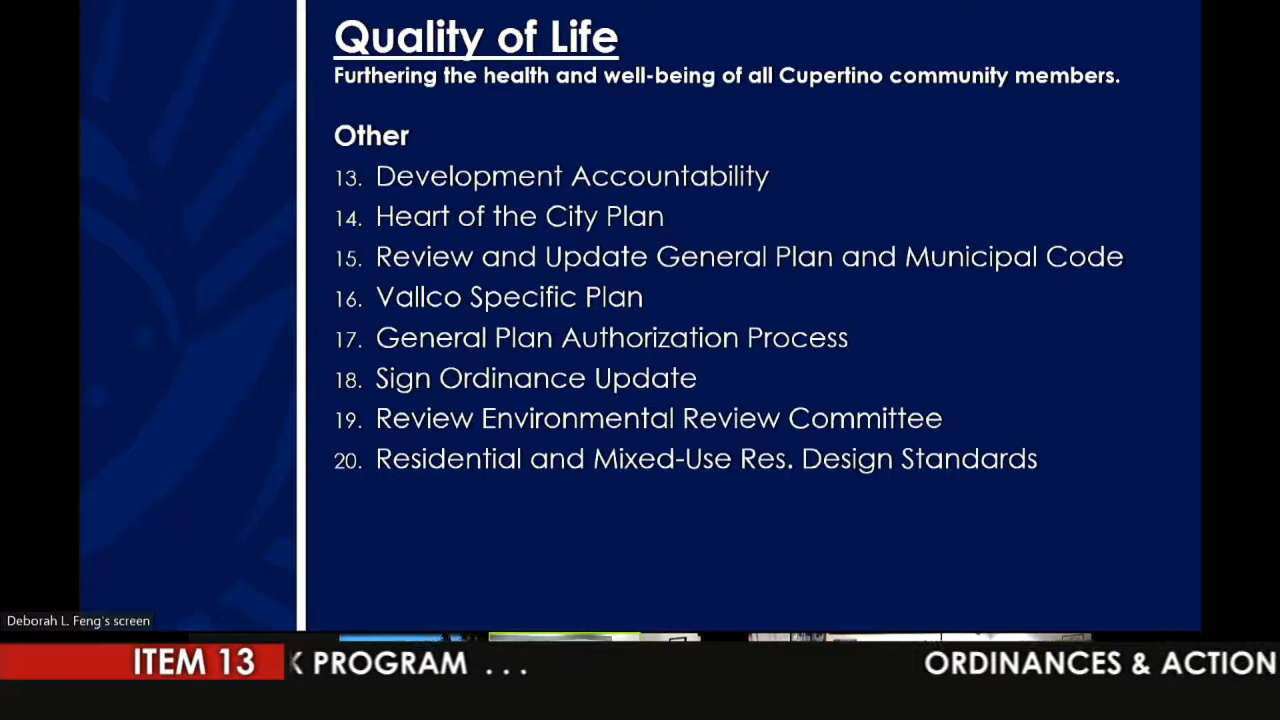 Quality of Life
Furthering the health and well-being of all Cupertino community members.
Other
13. Development Accountability
14. Heart of the City Plan
15. Review and Update General Plan and Municipal Code
16. Vallco Specific Plan
17. General Plan Authorization Process
18. Sign Ordinance Update
19. Review Environmental Review Committee
20. Residential and Mixed-Use Res. Design Standards
Deborah L. Feng's screen
ITEM 13 K PROGRAM ... ORDINANCES & ACTION